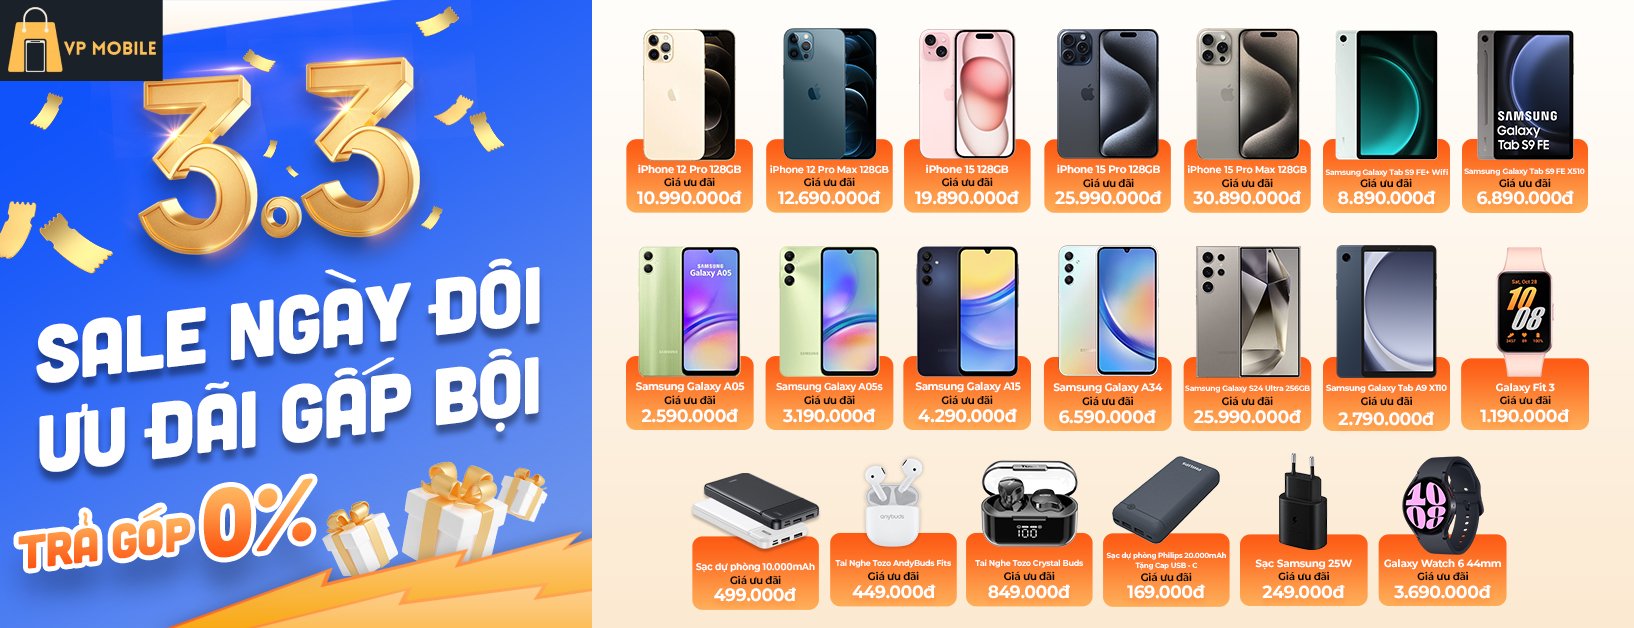 VP MOBILE
3.3
SALE NGÀY ĐÔI
ƯU ĐÃI GẤP BỘI
TRẢ GÓP 0%
iPhone 12 Pro 128GB
Giá ưu đãi
10.990.000đ
iPhone 12 Pro Max 128GB
Giá ưu đãi
12.690.000đ
iPhone 15 128GB
Giá ưu đãi
19.890.000đ
iPhone 15 Pro 128GB
Giá ưu đãi
25.990.000đ
iPhone 15 Pro Max 128GB
Giá ưu đãi
30.890.000đ
Samsung Galaxy Tab S9 FE+ Wifi
Giá ưu đãi
8.890.000đ
SAMSUNG
Galaxy
Tab S9 FE
Samsung Galaxy Tab S9 FE X510
Giá ưu đãi
6.890.000đ
SAMSUNG
Galaxy A05
SAMSUNG
Samsung Galaxy A05
Giá ưu đãi
2.590.000đ
SAMSUNG
Samsung Galaxy A05s
Giá ưu đãi
3.190.000đ
Samsung Galaxy A15
Giá ưu đãi
4.290.000đ
Samsung Galaxy A34
Giá ưu đãi
6.590.000đ
Samsung Galaxy S24 Ultra 256GB
Giá ưu đãi
25.990.000đ
Samsung Galaxy Tab A9 X110
Giá ưu đãi
2.790.000đ
Sat, Oct 28
10
08
Galaxy Fit 3
Giá ưu đãi
1.190.000đ
Sạc dự phòng 10.000mAh
Giá ưu đãi
499.000đ
anybuds
Tai Nghe Tozo AndyBuds Fits
Giá ưu đãi
449.000đ
100
Tai Nghe Tozo Crystal Buds
Giá ưu đãi
849.000đ
PHILIPS
Sạc dự phòng Philips 20.000mAh
Tặng Cap USB - C
Giá ưu đãi
169.000đ
Sạc Samsung 25W
Giá ưu đãi
249.000đ
10
09
Galaxy Watch 6 44mm
Giá ưu đãi
3.690.000đ